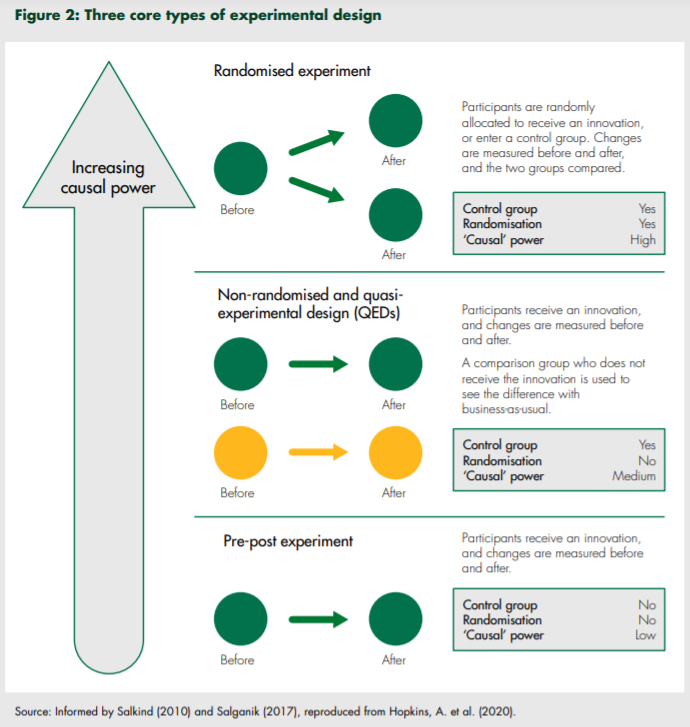 Figure 2: Three core types of experimental design
Increasing
causal power
Randomised experiment
Before
After
After
Participants are randomly
allocated to receive an innovation,
or enter a control group. Changes
are measured before and after,
and the two groups compared.
Control group Yes
Randomisation Yes
‘Causal’ power High
Non-randomised and quasi-
experimental design (QEDs)
Before
After
Before
After
Participants receive an innovation,
and changes are measured before
and after.
A comparison group who does not
receive the innovation is used to
see the difference with
business-as-usual.
Control group Yes
Randomisation No
‘Causal’ power Medium
Pre-post experiment
Before
After
Participants receive an innovation,
and changes are measured before
and after.
Control group No
Randomisation No
‘Causal’ power Low
Source: Informed by Salkind (2010) and Salganik (2017), reproduced from Hopkins, A. et al. (2020).